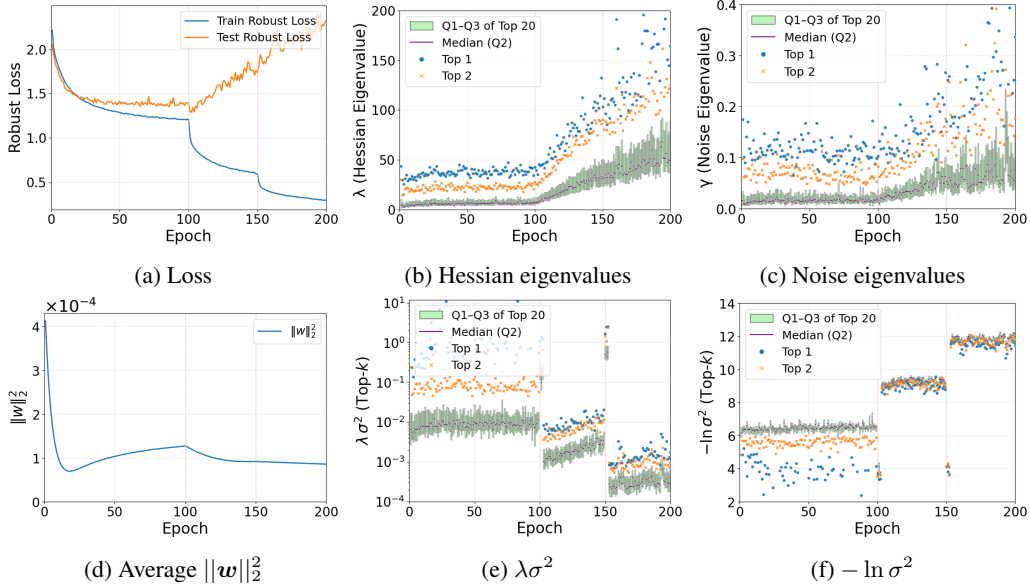 Train Robust Loss
Test Robust Loss
Robust Loss
2.0
1.5
1.0
0.5
0 50 100 150 200
Epoch
(a) Loss
Q1–Q3 of Top 20
Median (Q2)
Top 1
Top 2
λ (Hessian Eigenvalue)
200
150
100
50
0
0 50 100 150 200
Epoch
(b) Hessian eigenvalues
Q1–Q3 of Top 20
Median (Q2)
Top 1
Top 2
γ (Noise Eigenvalue)
0.4
0.3
0.2
0.1
0.0
0 50 100 150 200
Epoch
(c) Noise eigenvalues
×10⁻⁴
‖w‖₂²
‖w‖₂²
4
3
2
1
0
0 50 100 150 200
Epoch
(d) Average ||w||₂²
Q1–Q3 of Top 20
Median (Q2)
Top 1
Top 2
λσ² (Top-k)
10¹
10⁰
10⁻¹
10⁻²
10⁻³
10⁻⁴
0 50 100 150 200
Epoch
(e) λσ²
Q1–Q3 of Top 20
Median (Q2)
Top 1
Top 2
−ln σ² (Top-k)
14
12
10
8
6
4
2
0 50 100 150 200
Epoch
(f) − ln σ²